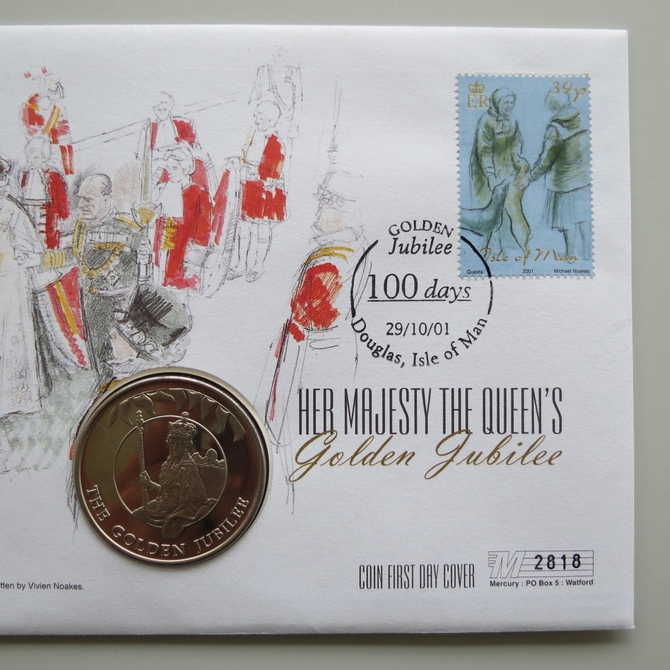 ER
39p
Isle of Man
Questa 2001 Michael Noakes
GOLDEN
Jubilee
100 days
29/10/01
Douglas, Isle of Man
HER MAJESTY THE QUEEN'S
Golden Jubilee
THE GOLDEN JUBILEE
COIN FIRST DAY COVER
M 2818
Mercury : PO Box 5 : Watford
tten by Vivien Noakes.